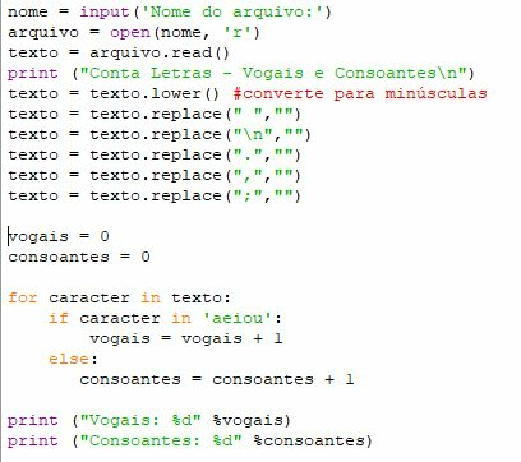 nome = input('Nome do arquivo:')
arquivo = open(nome, 'r')
texto = arquivo.read()
print ("Conta Letras - Vogais e Consoantes\n")
texto = texto.lower() #converte para minúsculas
texto = texto.replace(" ","")
texto = texto.replace("\n","")
texto = texto.replace(".","")
texto = texto.replace(",","")
texto = texto.replace(";","")
vogais = 0
consoantes = 0
for caracter in texto:
    if caracter in 'aeiou':
        vogais = vogais + 1
    else:
       consoantes = consoantes + 1
print ("Vogais: %d" %vogais)
print ("Consoantes: %d" %consoantes)